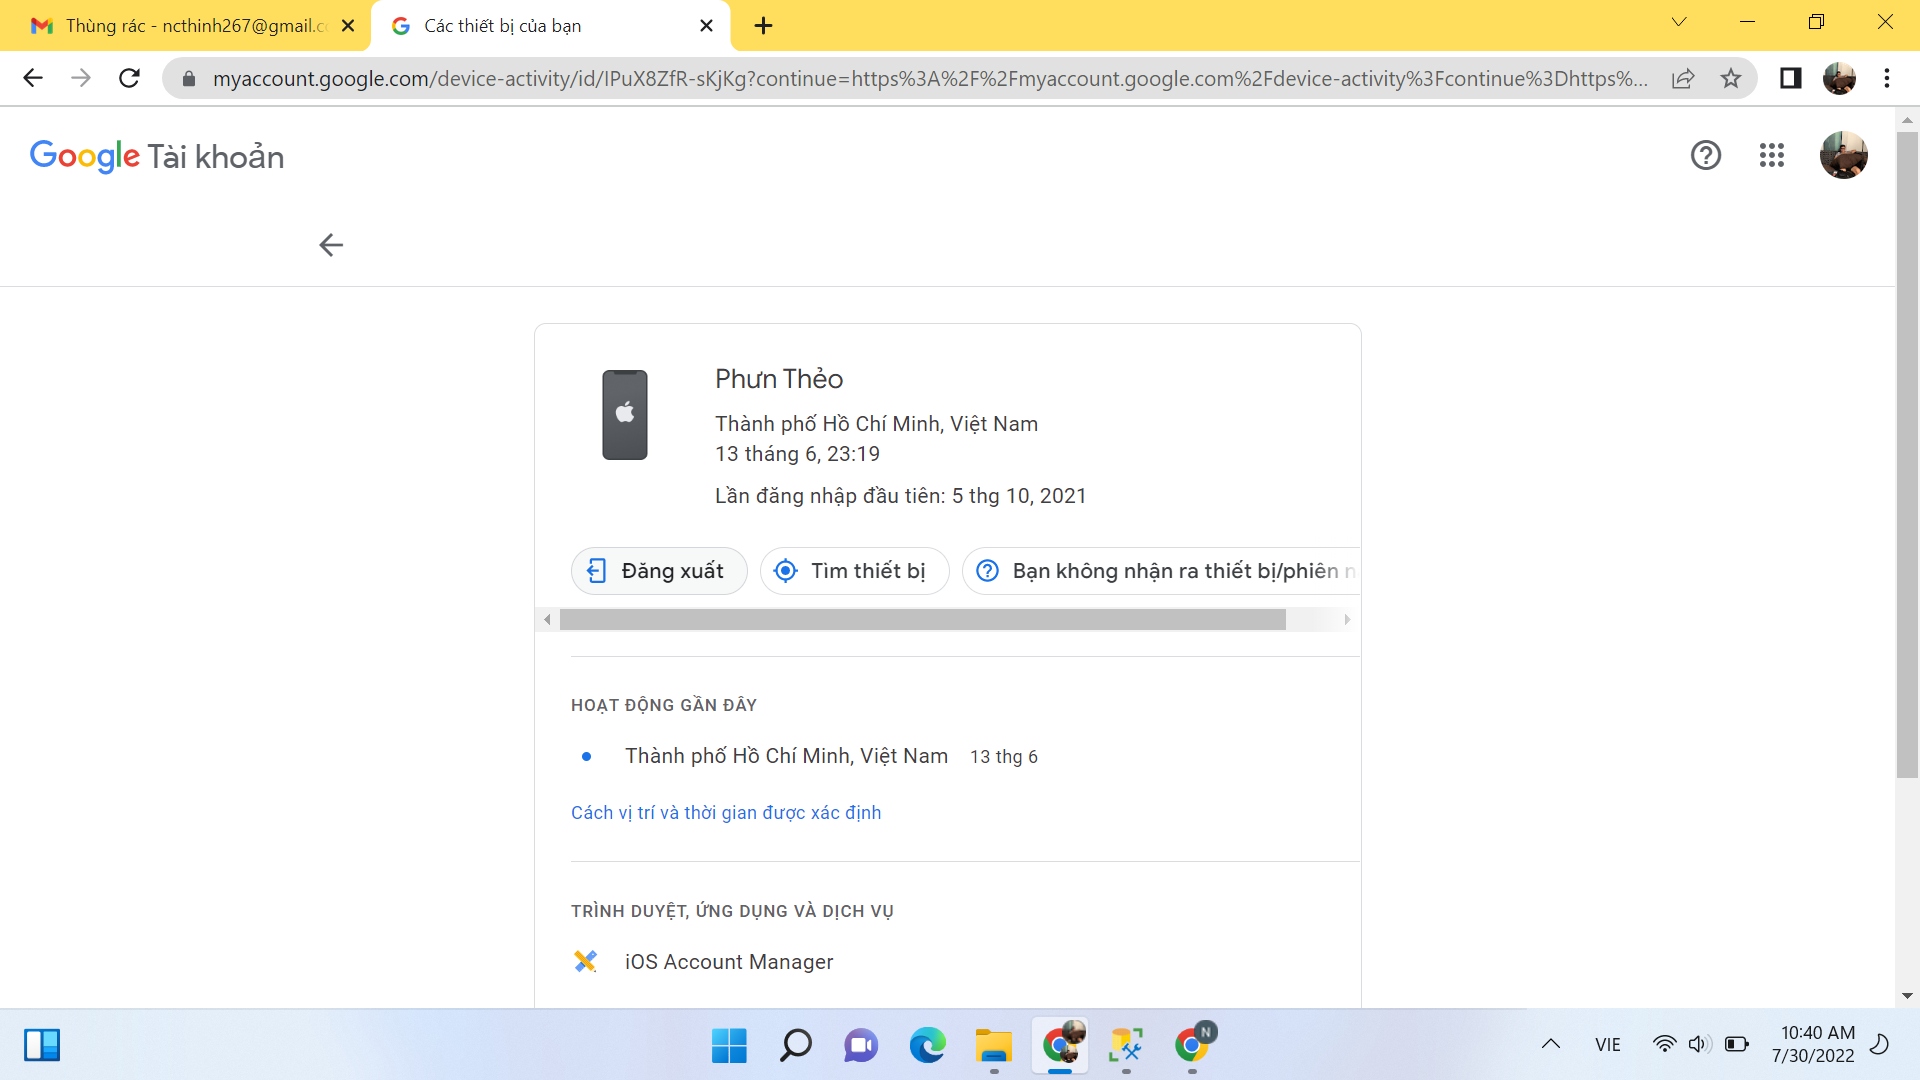 Thùng rác - ncthinh267@gmail.c
Các thiết bị của bạn
myaccount.google.com/device-activity/id/IPuX8ZfR-sKjKg?continue=https%3A%2F%2Fmyaccount.google.com%2Fdevice-activity%3Fcontinue%3Dhttps%...
Google Tài khoản
Phưn Thẻo
Thành phố Hồ Chí Minh, Việt Nam
13 tháng 6, 23:19
Lần đăng nhập đầu tiên: 5 thg 10, 2021
Đăng xuất
Tìm thiết bị
Bạn không nhận ra thiết bị/phiên n
HOẠT ĐỘNG GẦN ĐÂY
Thành phố Hồ Chí Minh, Việt Nam 13 thg 6
Cách vị trí và thời gian được xác định
TRÌNH DUYỆT, ỨNG DỤNG VÀ DỊCH VỤ
iOS Account Manager
N
VIE
10:40 AM
7/30/2022